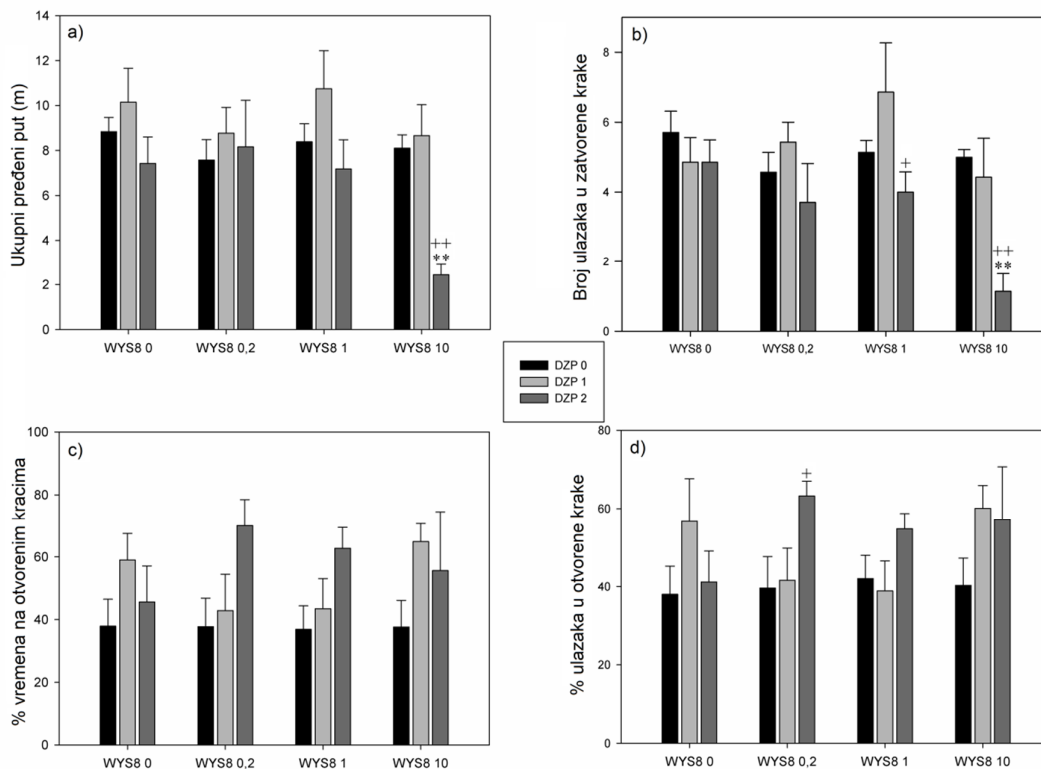 a)
Ukupni pređeni put (m)
14
12
10
8
6
4
2
0
++
**
WYS8 0
WYS8 0,2
WYS8 1
WYS8 10
b)
Broj ulazaka u zatvorene krake
8
6
4
2
0
+
++
**
WYS8 0
WYS8 0,2
WYS8 1
WYS8 10
DZP 0
DZP 1
DZP 2
c)
% vremena na otvorenim kracima
100
80
60
40
20
0
WYS8 0
WYS8 0,2
WYS8 1
WYS8 10
d)
% ulazaka u otvorene krake
80
60
40
20
0
+
WYS8 0
WYS8 0,2
WYS8 1
WYS8 10